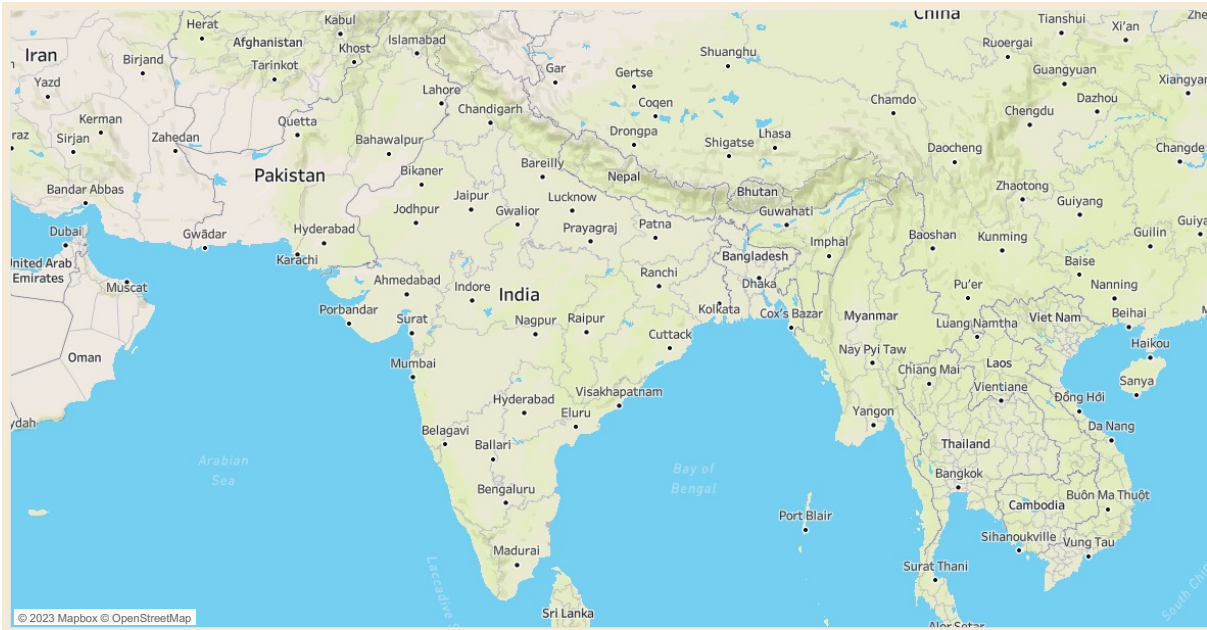 China
Kabul
Tianshui
Xi'an
Herat
Islamabad
Afghanistan
Ruoergai
Iran
Khost
Shuanghu
Birjand
Tarinkot
Gar
Gertse
Guangyuan
Yazd
Xiangyan
Lahore
Chandigarh
Coqen
Chamdo
Dazhou
Chengdu
Kerman
Quetta
Sirjan
Zahedan
Bahawalpur
Drongpa
Lhasa
Shigatse
Daocheng
Changde
Bareilly
Bikaner
Pakistan
Nepal
Bandar Abbas
Bhutan
Zhaotong
Jaipur
Lucknow
Jodhpur
Gwalior
Guwahati
Guiyang
Dubai
Gwādar
Hyderabad
Prayagraj
Patna
Imphal
Baoshan
Kunming
Guilin
Karachi
Bangladesh
United Arab
Emirates
Baise
Muscat
Ahmedabad
Indore
India
Ranchi
Dhaka
Pu'er
Nanning
Porbandar
Surat
Nagpur
Raipur
Kolkata
Cox's Bazar
Myanmar
Viet Nam
Beihai
Luang Namtha
Cuttack
Haikou
Oman
Mumbai
Nay Pyi Taw
Chiang Mai
Laos
Sanya
Vientiane
Visakhapatnam
Hyderabad
Eluru
Đồng Hới
Yangon
Belagavi
Ballari
Da Nang
Thailand
Arabian
Sea
Bay of
Bengal
Bangkok
Bengaluru
Buôn Ma Thuột
Cambodia
Port Blair
Sihanoukville
Vung Tau
Madurai
Surat Thani
Laccadive
South Chin
Sri Lanka
Alor Setar
© 2023 Mapbox © OpenStreetMap